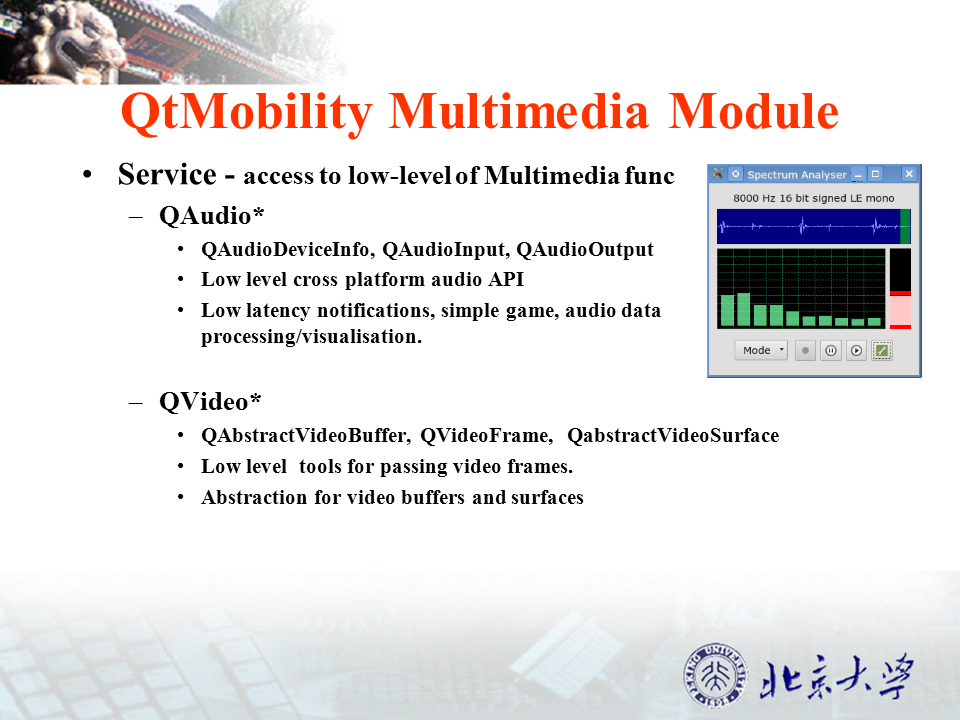 QtMobility Multimedia Module
• Service - access to low-level of Multimedia func
– QAudio*
• QAudioDeviceInfo, QAudioInput, QAudioOutput
• Low level cross platform audio API
• Low latency notifications, simple game, audio data
processing/visualisation.
Spectrum Analyser
8000 Hz 16 bit signed LE mono
Mode
– QVideo*
• QAbstractVideoBuffer, QVideoFrame, QabstractVideoSurface
• Low level tools for passing video frames.
• Abstraction for video buffers and surfaces
PEKING UNIVERSITY
1898
北京大学